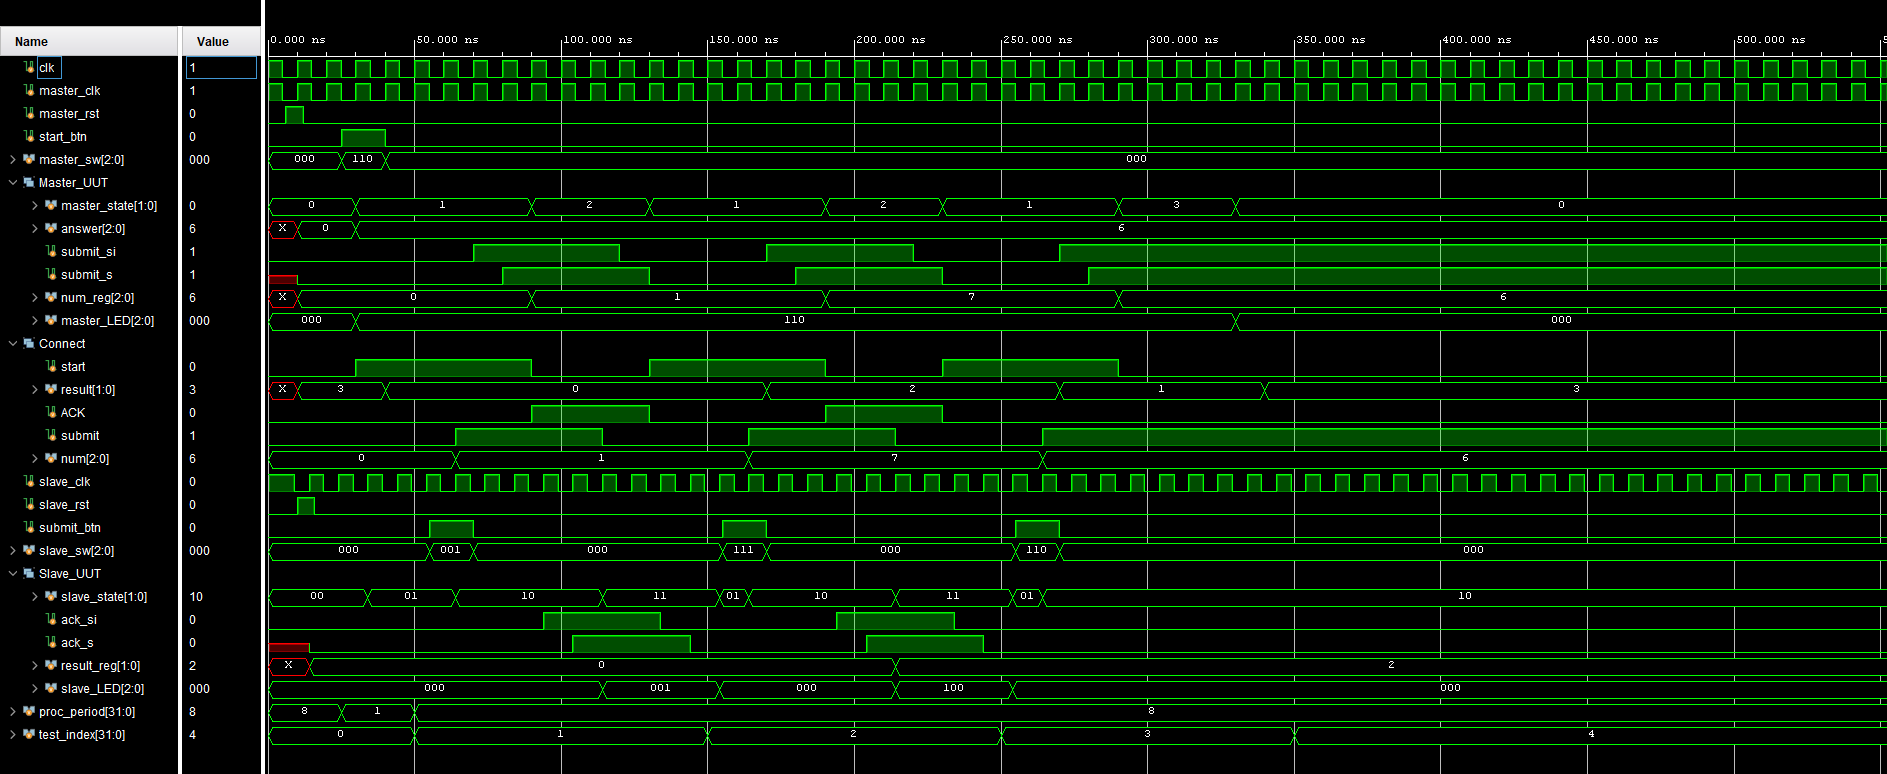 Name Value
0.000 ns 50.000 ns 100.000 ns 150.000 ns 200.000 ns 250.000 ns 300.000 ns 350.000 ns 400.000 ns 450.000 ns 500.000 ns 5
clk 1
master_clk 1
master_rst 0
start_btn 0
master_sw[2:0] 000 000 110 000
Master_UUT
master_state[1:0] 0 0 1 2 1 2 1 3 0
answer[2:0] 6 X 0 6
submit_si 1
submit_s 1
num_reg[2:0] 6 X 0 1 7 6
master_LED[2:0] 000 000 110 000
Connect
start 0
result[1:0] 3 X 3 0 2 1 3
ACK 0
submit 1
num[2:0] 6 0 1 7 6
slave_clk 0
slave_rst 0
submit_btn 0
slave_sw[2:0] 000 000 001 000 111 000 110 000
Slave_UUT
slave_state[1:0] 10 00 01 10 11 01 10 11 01 10
ack_si 0
ack_s 0
result_reg[1:0] 2 X 0 2
slave_LED[2:0] 000 000 001 000 100 000
proc_period[31:0] 8 8 1 8
test_index[31:0] 4 0 1 2 3 4